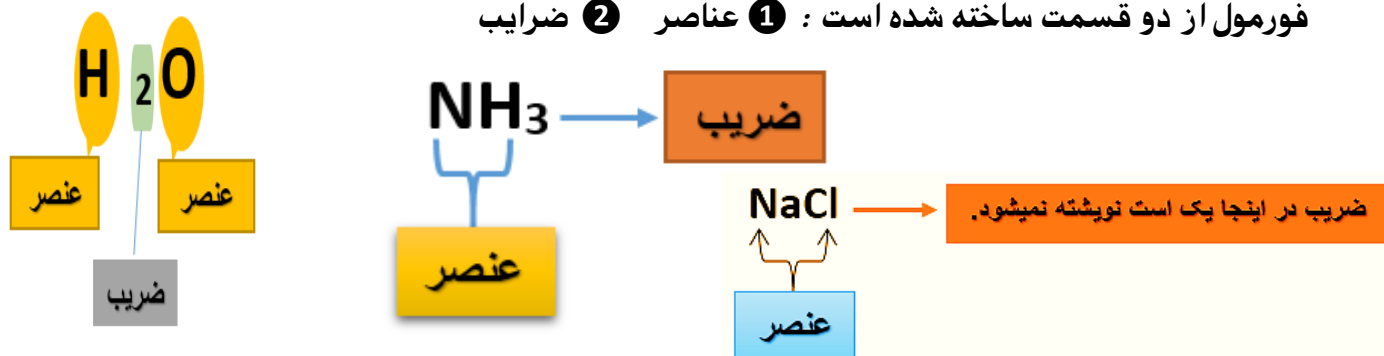 فورمول از دو قسمت ساخته شده است : ❶ عناصر ❷ ضرایب
H2O
عنصر
عنصر
ضریب
NH3
ضریب
عنصر
NaCl
ضریب در اینجا یک است نویشته نمیشود.
عنصر